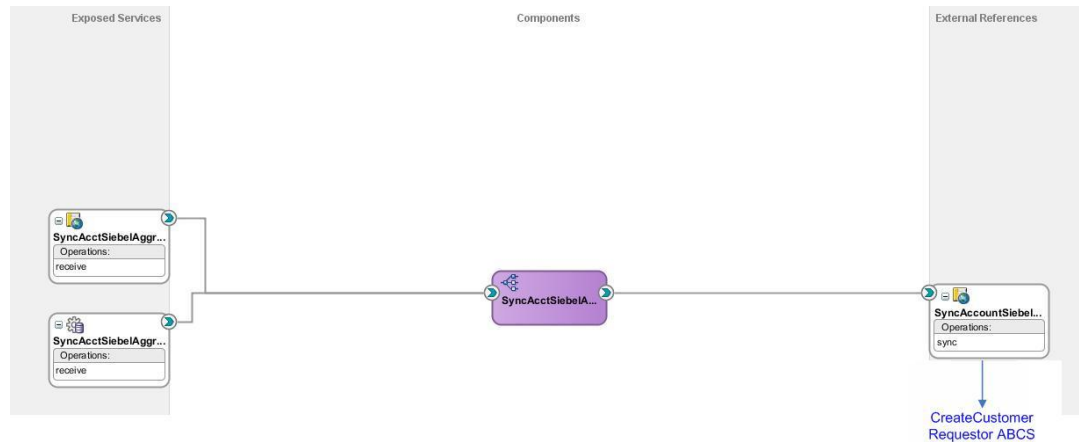 Exposed Services
Components
External References
SyncAcctSiebelAggr...
Operations:
receive
SyncAcctSiebelAggr...
Operations:
receive
SyncAcctSiebelA...
SyncAccountSiebel...
Operations:
sync
CreateCustomer
Requestor ABCS